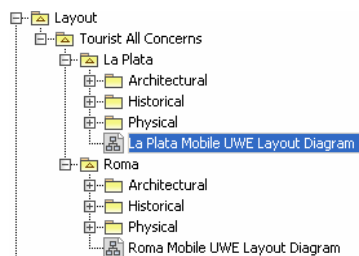 Layout
Tourist All Concerns
La Plata
Architectural
Historical
Physical
La Plata Mobile UWE Layout Diagram
Roma
Architectural
Historical
Physical
Roma Mobile UWE Layout Diagram